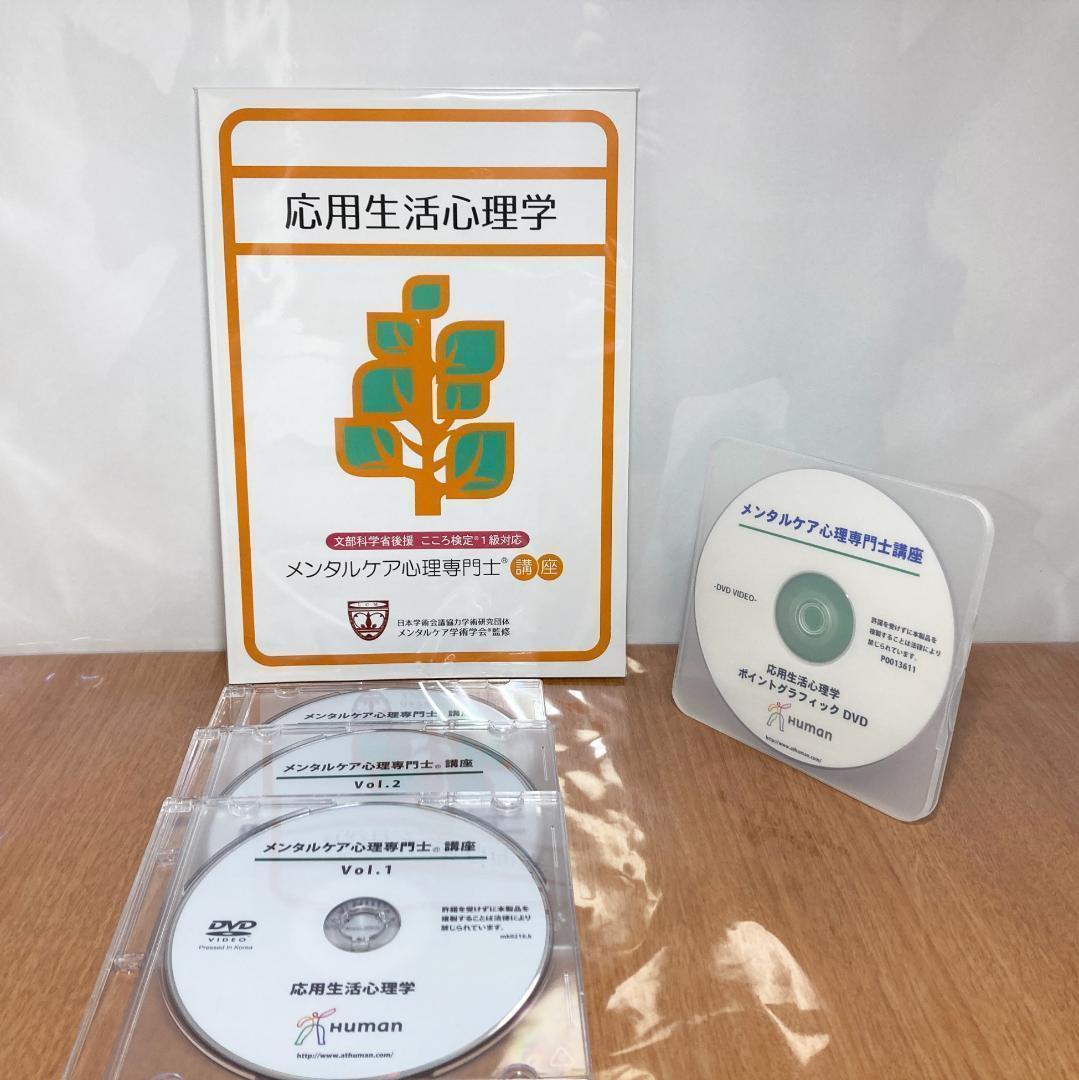 応用生活心理学
文部科学省後援 こころ検定®1級対応
メンタルケア心理専門士®講座
日本学術会議協力学術研究団体
メンタルケア学術学会®監修
メンタルケア心理専門士講座
-DVD VIDEO-
許諾を受けずに本製品を
複製することは法律により
禁じられています。
P0013611
応用生活心理学
ポイントグラフィック DVD
Human
http://www.athuman.com/
メンタルケア心理専門士®講座
メンタルケア心理専門士®講座
Vol.2
メンタルケア心理専門士®講座
Vol.1
DVD
VIDEO
Pressed in Korea
許諾を受けずに本製品を
複製することは法律により
禁じられています。
応用生活心理学
Human
http://www.athuman.com/